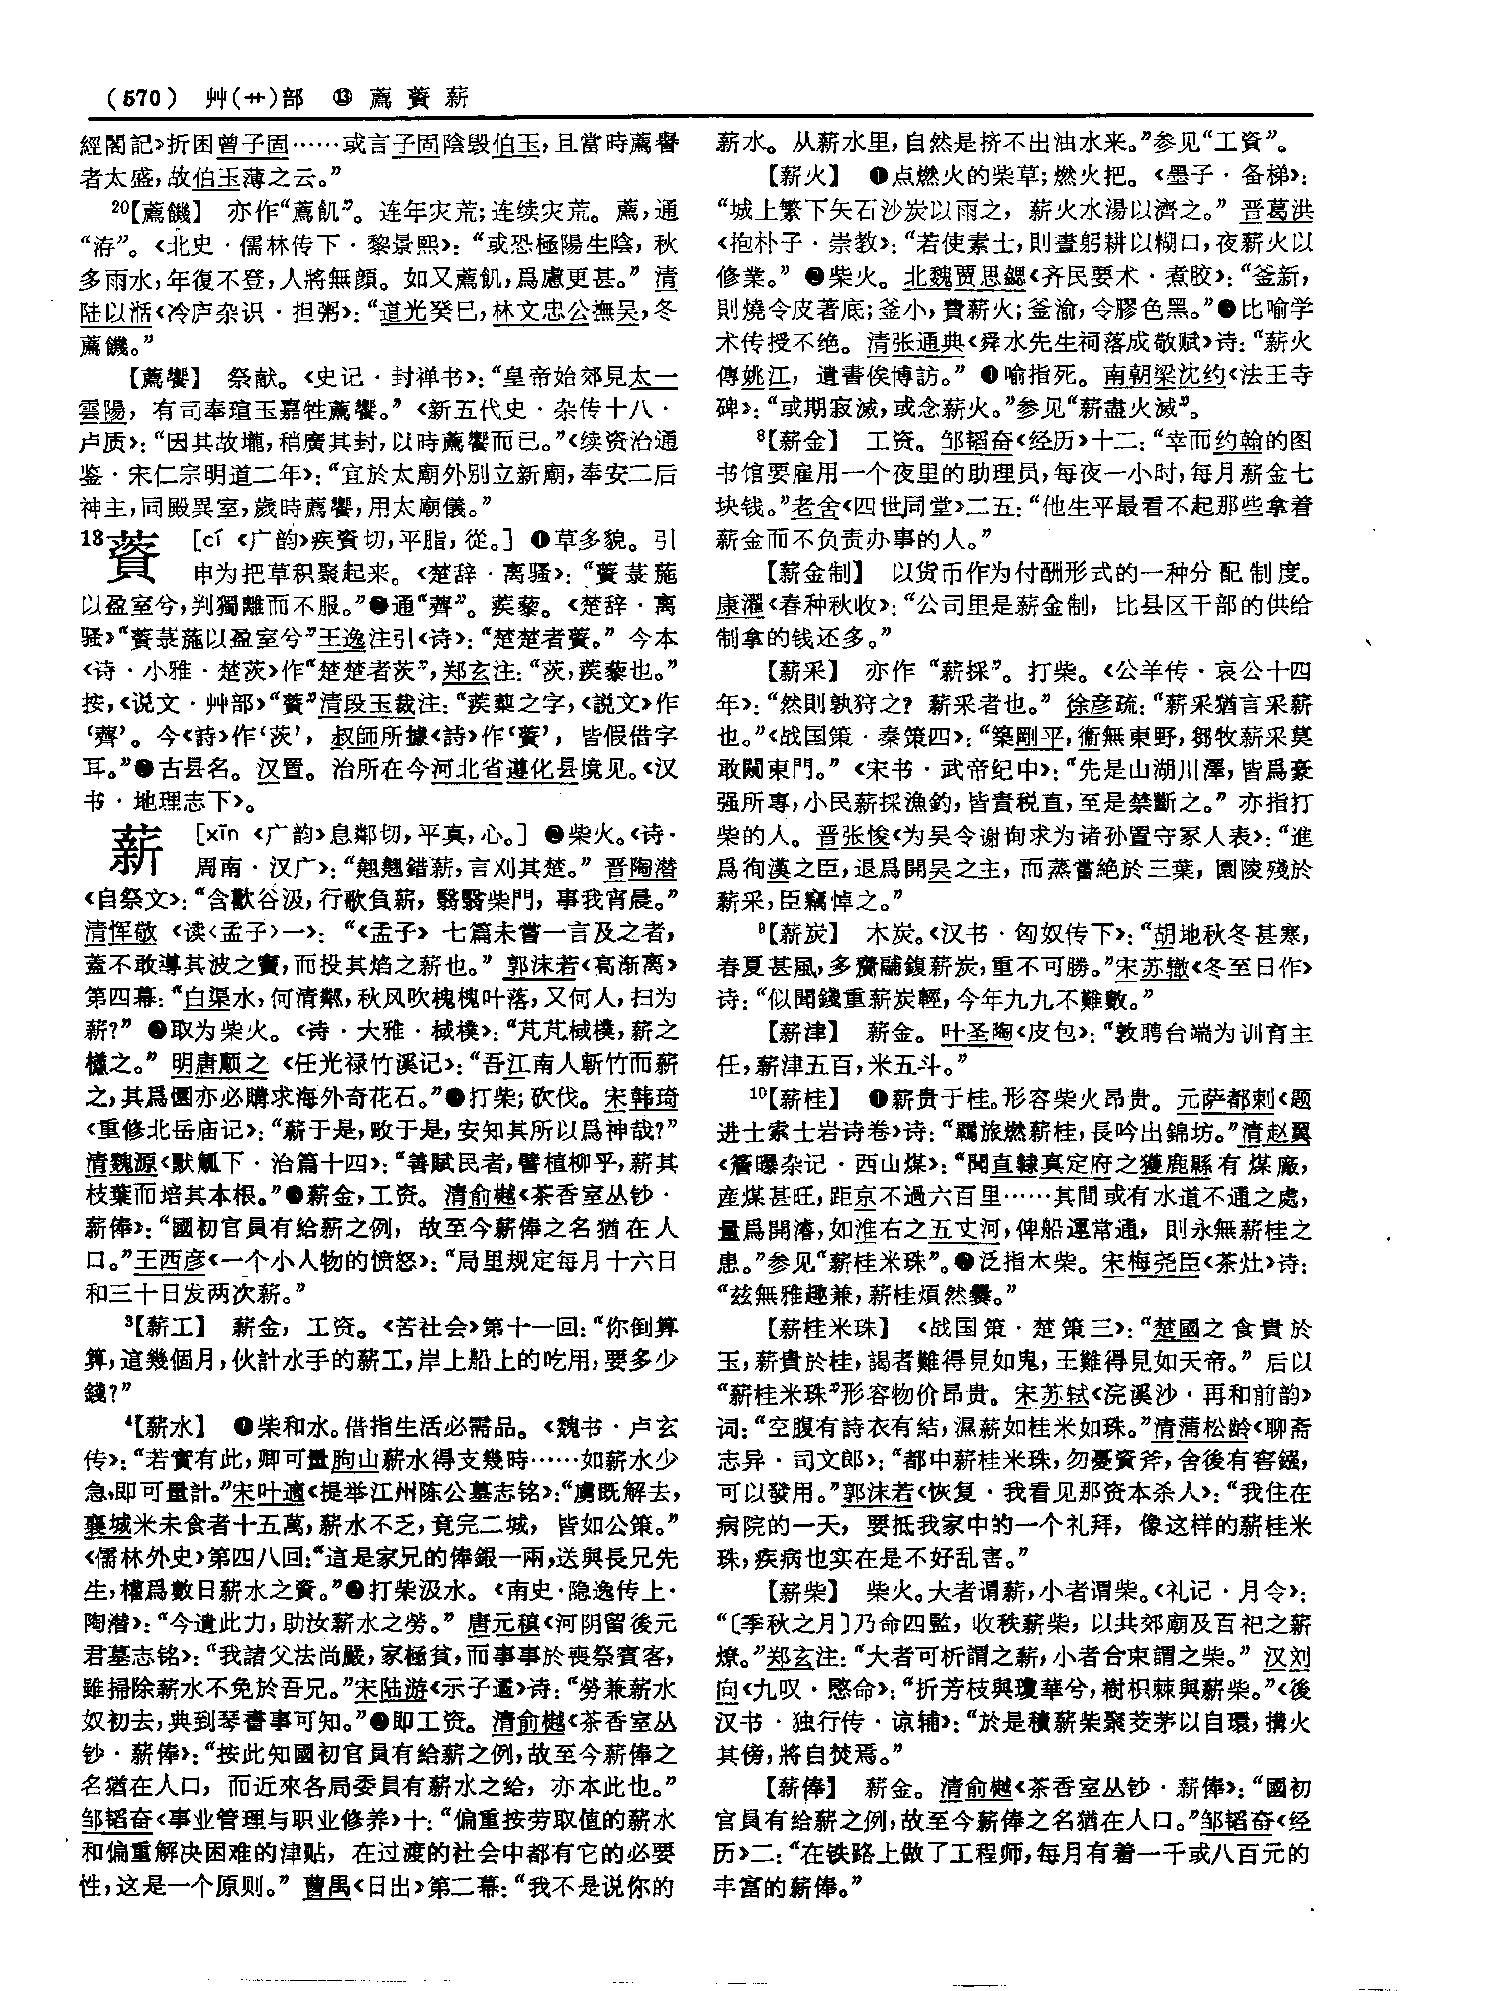 (570) 艸(艹)部 ⑬ 薦薋薪
經閣記》折困曾子固……或言子固陰毁伯玉,且當時薦譽
者太盛,故伯玉薄之云。”
20【薦饑】 亦作“薦飢”。连年灾荒;连续灾荒。薦,通
“洊”。《北史·儒林传下·黎景熙》:“或恐極陽生陰,秋
多雨水,年復不登,人將無顔。如又薦飢,爲慮更甚。”清
陆以湉《冷庐杂识·担粥》:“道光癸巳,林文忠公撫吴,冬
薦饑。”
【薦饗】 祭献。《史记·封禅书》:“皇帝始郊見太一
雲陽,有司奉瑄玉嘉牲薦饗。”《新五代史·杂传十八·
卢质》:“因其故壠,稍廣其封,以時薦饗而已。”《续资治通
鉴·宋仁宗明道二年》:“宜於太廟外别立新廟,奉安二后
神主,同殿異室,歲時薦饗,用太廟儀。”
13薋 [cí 《广韵》疾資切,平脂,從。] ❶草多貌。引
申为把草积聚起来。《楚辞·离骚》:“薋菉葹
以盈室兮,判獨離而不服。”❷通“薺”。蒺藜。《楚辞·离
骚》“薋菉葹以盈室兮”王逸注引《诗》:“楚楚者薋。”今本
《诗·小雅·楚茨》作“楚楚者茨”,郑玄注:“茨,蒺藜也。”
按,《说文·艸部》“薋”清段玉裁注:“蒺蔾之字,《説文》作
‘薺’。今《詩》作‘茨’,叔師所據《詩》作‘薋’,皆假借字
耳。”❸古县名。汉置。治所在今河北省遵化县境见。《汉
书·地理志下》。
薪 [xīn 《广韵》息鄰切,平真,心。] ❶柴火。《诗·
周南·汉广》:“翹翹錯薪,言刈其楚。”晋陶潜
《自祭文》:“含歡谷汲,行歌負薪,翳翳柴門,事我宵晨。”
清恽敬《读〈孟子〉一》:“《孟子》七篇未嘗一言及之者,
蓋不敢導其波之竇,而投其焰之薪也。”郭沫若《高渐离》
第四幕:“白渠水,何清粼,秋风吹槐槐叶落,又何人,扫为
薪?”❷取为柴火。《诗·大雅·棫樸》:“芃芃棫樸,薪之
槱之。”明唐顺之《任光禄竹溪记》:“吾江南人斬竹而薪
之,其爲園亦必購求海外奇花石。”❸打柴;砍伐。宋韩琦
《重修北岳庙记》:“薪于是,畋于是,安知其所以爲神哉?”
清魏源《默觚下·治篇十四》:“善賦民者,譬植柳乎,薪其
枝葉而培其本根。”❹薪金,工资。清俞樾《茶香室丛钞·
薪俸》:“國初官員有給薪之例,故至今薪俸之名猶在人
口。”王西彦《一个小人物的愤怒》:“局里规定每月十六日
和三十日发两次薪。”
3【薪工】 薪金,工资。《苦社会》第十一回:“你倒算
算,這幾個月,伙計水手的薪工,岸上船上的吃用,要多少
錢?”
4【薪水】 ❶柴和水。借指生活必需品。《魏书·卢玄
传》:“若實有此,卿可量朐山薪水得支幾時……如薪水少
急,即可量計。”宋叶適《提举江州陈公墓志铭》:“虜既解去,
襄城米未食者十五萬,薪水不乏,竟完二城,皆如公策。”
《儒林外史》第四八回:“這是家兄的俸銀一兩,送與長兄先
生,權爲數日薪水之資。”❷打柴汲水。《南史·隐逸传上·
陶潜》:“今遣此力,助汝薪水之勞。”唐元稹《河阴留後元
君墓志铭》:“我諸父法尚嚴,家極貧,而事事於喪祭賓客,
雖掃除薪水不免於吾兄。”宋陆游《示子遹》诗:“勞兼薪水
奴初去,典到琴書事可知。”❸即工资。清俞樾《茶香室丛
钞·薪俸》:“按此知國初官員有給薪之例,故至今薪俸之
名猶在人口,而近來各局委員有薪水之給,亦本此也。”
邹韬奋《事业管理与职业修养》十:“偏重按劳取值的薪水
和偏重解决困难的津贴,在过渡的社会中都有它的必要
性,这是一个原则。”曹禺《日出》第二幕:“我不是说你的
薪水。从薪水里,自然是挤不出油水来。”参见“工資”。
【薪火】 ❶点燃火的柴草;燃火把。《墨子·备梯》:
“城上繁下矢石沙炭以雨之,薪火水湯以濟之。”晋葛洪
《抱朴子·崇教》:“若使素士,則晝躬耕以糊口,夜薪火以
修業。”❷柴火。北魏贾思勰《齐民要术·煮胶》:“釜新,
則燒令皮著底;釜小,費薪火;釜渝,令膠色黑。”❸比喻学
术传授不绝。清张通典《舜水先生祠落成敬赋》诗:“薪火
傳姚江,遺書俟博訪。”❹喻指死。南朝梁沈约《法王寺
碑》:“或期寂滅,或念薪火。”参见“薪盡火滅”。
8【薪金】 工资。邹韬奋《经历》十二:“幸而约翰的图
书馆要雇用一个夜里的助理员,每夜一小时,每月薪金七
块钱。”老舍《四世同堂》二五:“他生平最看不起那些拿着
薪金而不负责办事的人。”
【薪金制】 以货币作为付酬形式的一种分配制度。
康濯《春种秋收》:“公司里是薪金制,比县区干部的供给
制拿的钱还多。”
【薪采】 亦作“薪採”。打柴。《公羊传·哀公十四
年》:“然則孰狩之?薪采者也。”徐彦疏:“薪采猶言采薪
也。”《战国策·秦策四》:“築剛平,衛無東野,芻牧薪采莫
敢闚東門。”《宋书·武帝纪中》:“先是山湖川澤,皆爲豪
强所專,小民薪採漁釣,皆責税直,至是禁斷之。”亦指打
柴的人。晋张悛《为吴令谢询求为诸孙置守冢人表》:“進
爲徇漢之臣,退爲開吴之主,而蒸嘗絶於三葉,園陵殘於
薪采,臣竊悼之。”
9【薪炭】 木炭。《汉书·匈奴传下》:“胡地秋冬甚寒,
春夏甚風,多齎鬴鍑薪炭,重不可勝。”宋苏辙《冬至日作》
诗:“似聞錢重薪炭輕,今年九九不難數。”
【薪津】 薪金。叶圣陶《皮包》:“敦聘台端为训育主
任,薪津五百,米五斗。”
10【薪桂】 ❶薪贵于桂。形容柴火昂贵。元萨都剌《题
进士索士岩诗卷》诗:“羈旅燃薪桂,長吟出錦坊。”清赵翼
《簷曝杂记·西山煤》:“聞直隸真定府之獲鹿縣有煤廠,
産煤甚旺,距京不過六百里……其間或有水道不通之處,
量爲開濬,如淮右之五丈河,俾船運常通,則永無薪桂之
患。”参见“薪桂米珠”。❷泛指木柴。宋梅尧臣《茶灶》诗:
“兹無雅趣兼,薪桂煩然爨。”
【薪桂米珠】 《战国策·楚策三》:“楚國之食貴於
玉,薪貴於桂,謁者難得見如鬼,王難得見如天帝。”后以
“薪桂米珠”形容物价昂贵。宋苏轼《浣溪沙·再和前韵》
词:“空腹有詩衣有結,濕薪如桂米如珠。”清蒲松龄《聊斋
志异·司文郎》:“都中薪桂米珠,勿憂資斧,舍後有窖鏹,
可以發用。”郭沫若《恢复·我看见那资本杀人》:“我住在
病院的一天,要抵我家中的一个礼拜,像这样的薪桂米
珠,疾病也实在是不好乱害。”
【薪柴】 柴火。大者谓薪,小者谓柴。《礼记·月令》:
“〔季秋之月〕乃命四監,收秩薪柴,以共郊廟及百祀之薪
燎。”郑玄注:“大者可析謂之薪,小者合束謂之柴。”汉刘
向《九叹·愍命》:“折芳枝與瓊華兮,樹枳棘與薪柴。”《後
汉书·独行传·谅辅》:“於是積薪柴聚茭茅以自環,搆火
其傍,將自焚焉。”
【薪俸】 薪金。清俞樾《茶香室丛钞·薪俸》:“國初
官員有給薪之例,故至今薪俸之名猶在人口。”邹韬奋《经
历》二:“在铁路上做了工程师,每月有着一千或八百元的
丰富的薪俸。”